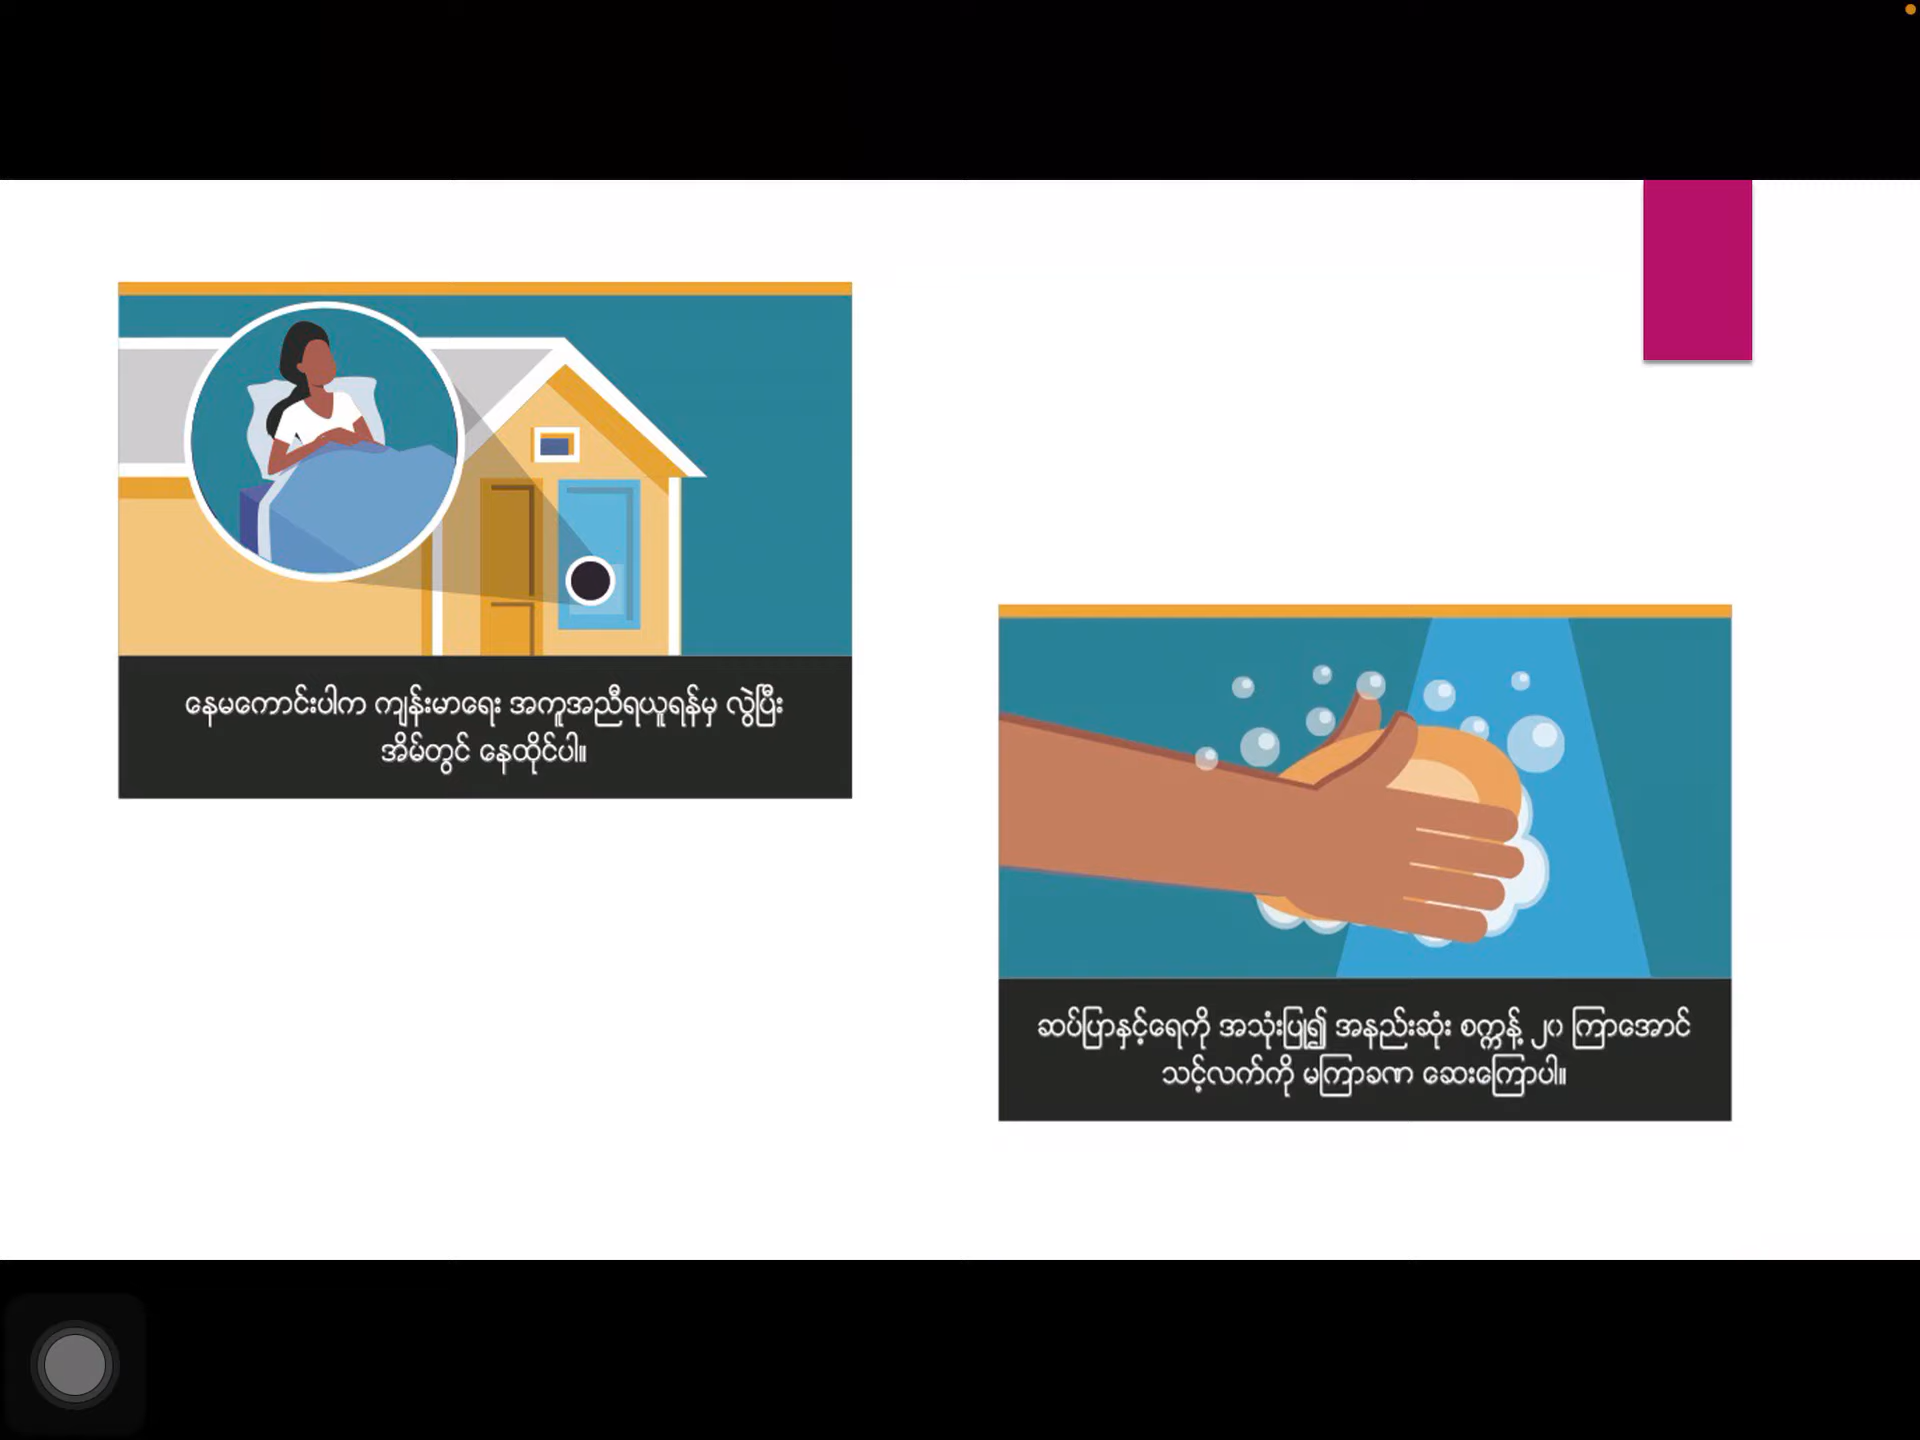 နေမကောင်းပါက ကျန်းမာရေး အကူအညီရယူရန်မှ လွဲပြီး
အိမ်တွင် နေထိုင်ပါ။
ဆပ်ပြာနှင့်ရေကို အသုံးပြု၍ အနည်းဆုံး စက္ကန့် ၂၀ ကြာအောင်
သင့်လက်ကို မကြာခဏ ဆေးကြောပါ။